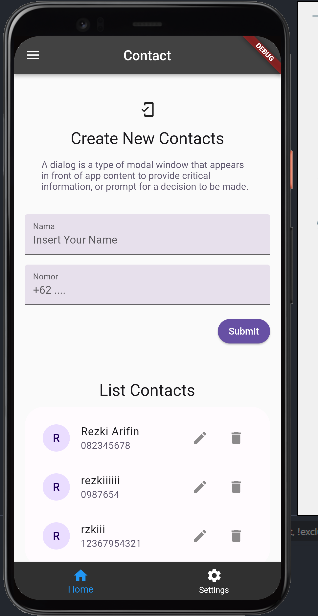 Contact
DEBUG
Create New Contacts
A dialog is a type of modal window that appears
in front of app content to provide critical
information, or prompt for a decision to be made.
Nama
Insert Your Name
Nomor
+62 ....
Submit
List Contacts
R
Rezki Arifin
082345678
R
rezkiiiiii
0987654
R
rzkiii
12367954321
Home
Settings